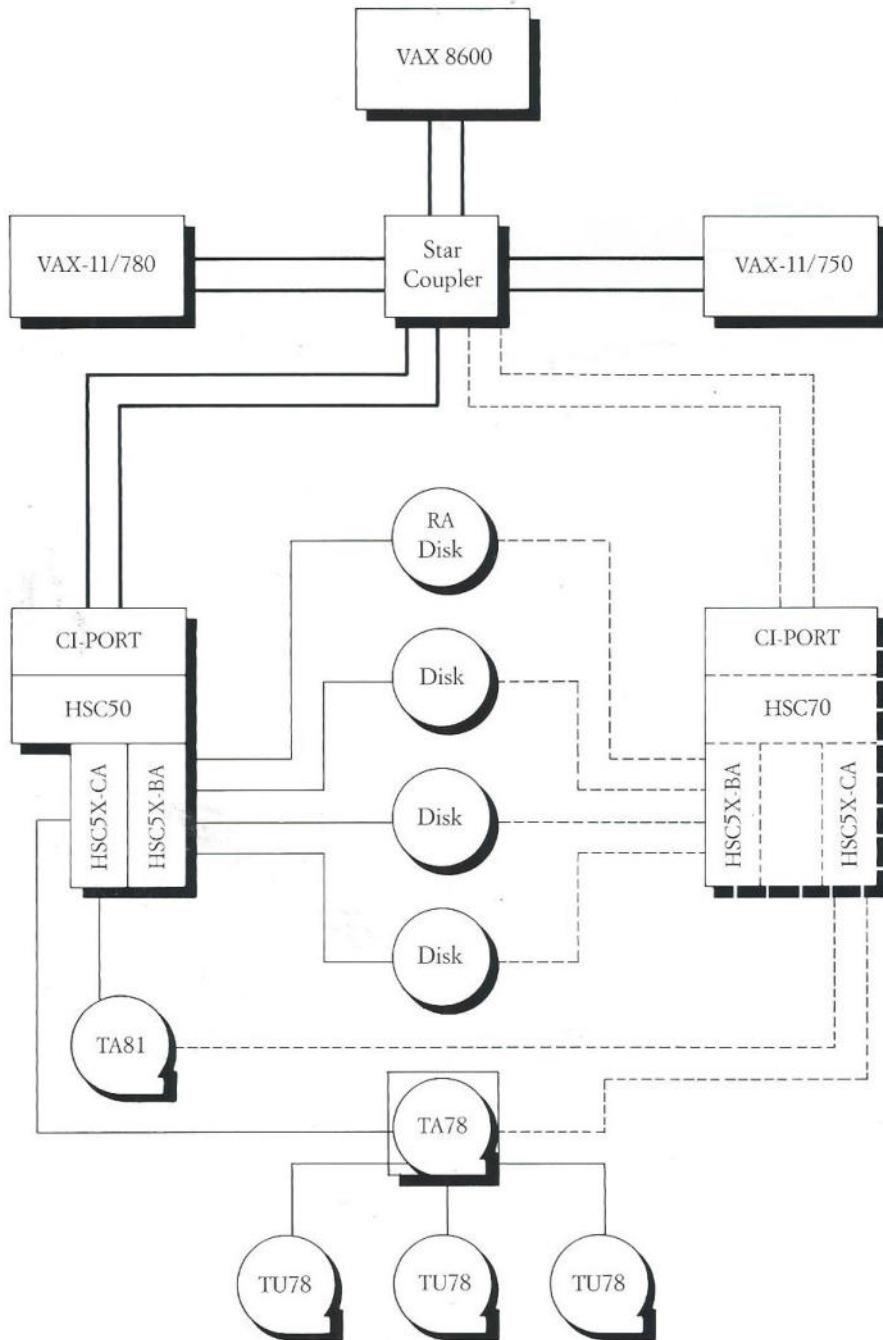 VAX 8600
VAX-11/780
Star
Coupler
VAX-11/750
RA
Disk
CI-PORT
HSC50
HSC5X-CA
HSC5X-BA
Disk
Disk
Disk
CI-PORT
HSC70
HSC5X-BA
HSC5X-CA
TA81
TA78
TU78
TU78
TU78